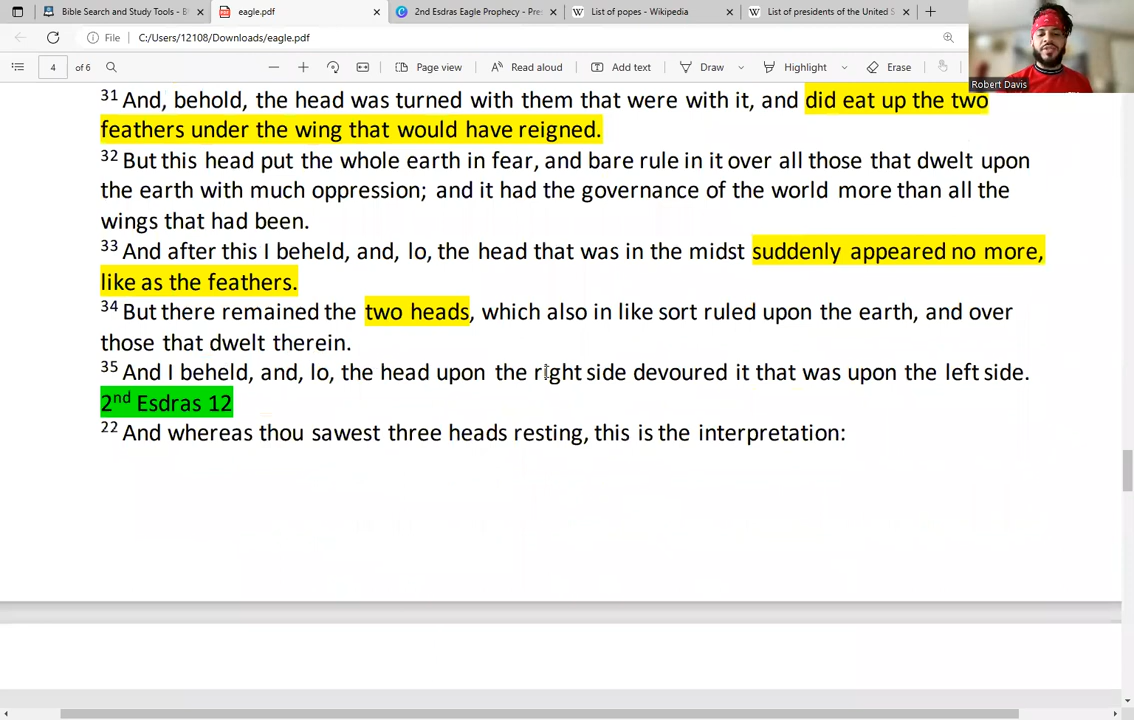 Bible Search and Study Tools - B
eagle.pdf
2nd Esdras Eagle Prophecy - Pre
List of popes - Wikipedia
List of presidents of the United S
File
C:/Users/12108/Downloads/eagle.pdf
4 of 6
Page view
Read aloud
Add text
Draw
Highlight
Erase
Robert Davis
31 And, behold, the head was turned with them that were with it, and did eat up the two
feathers under the wing that would have reigned.
32 But this head put the whole earth in fear, and bare rule in it over all those that dwelt upon
the earth with much oppression; and it had the governance of the world more than all the
wings that had been.
33 And after this I beheld, and, lo, the head that was in the midst suddenly appeared no more,
like as the feathers.
34 But there remained the two heads, which also in like sort ruled upon the earth, and over
those that dwelt therein.
35 And I beheld, and, lo, the head upon the right side devoured it that was upon the left side.
2nd Esdras 12
22 And whereas thou sawest three heads resting, this is the interpretation: